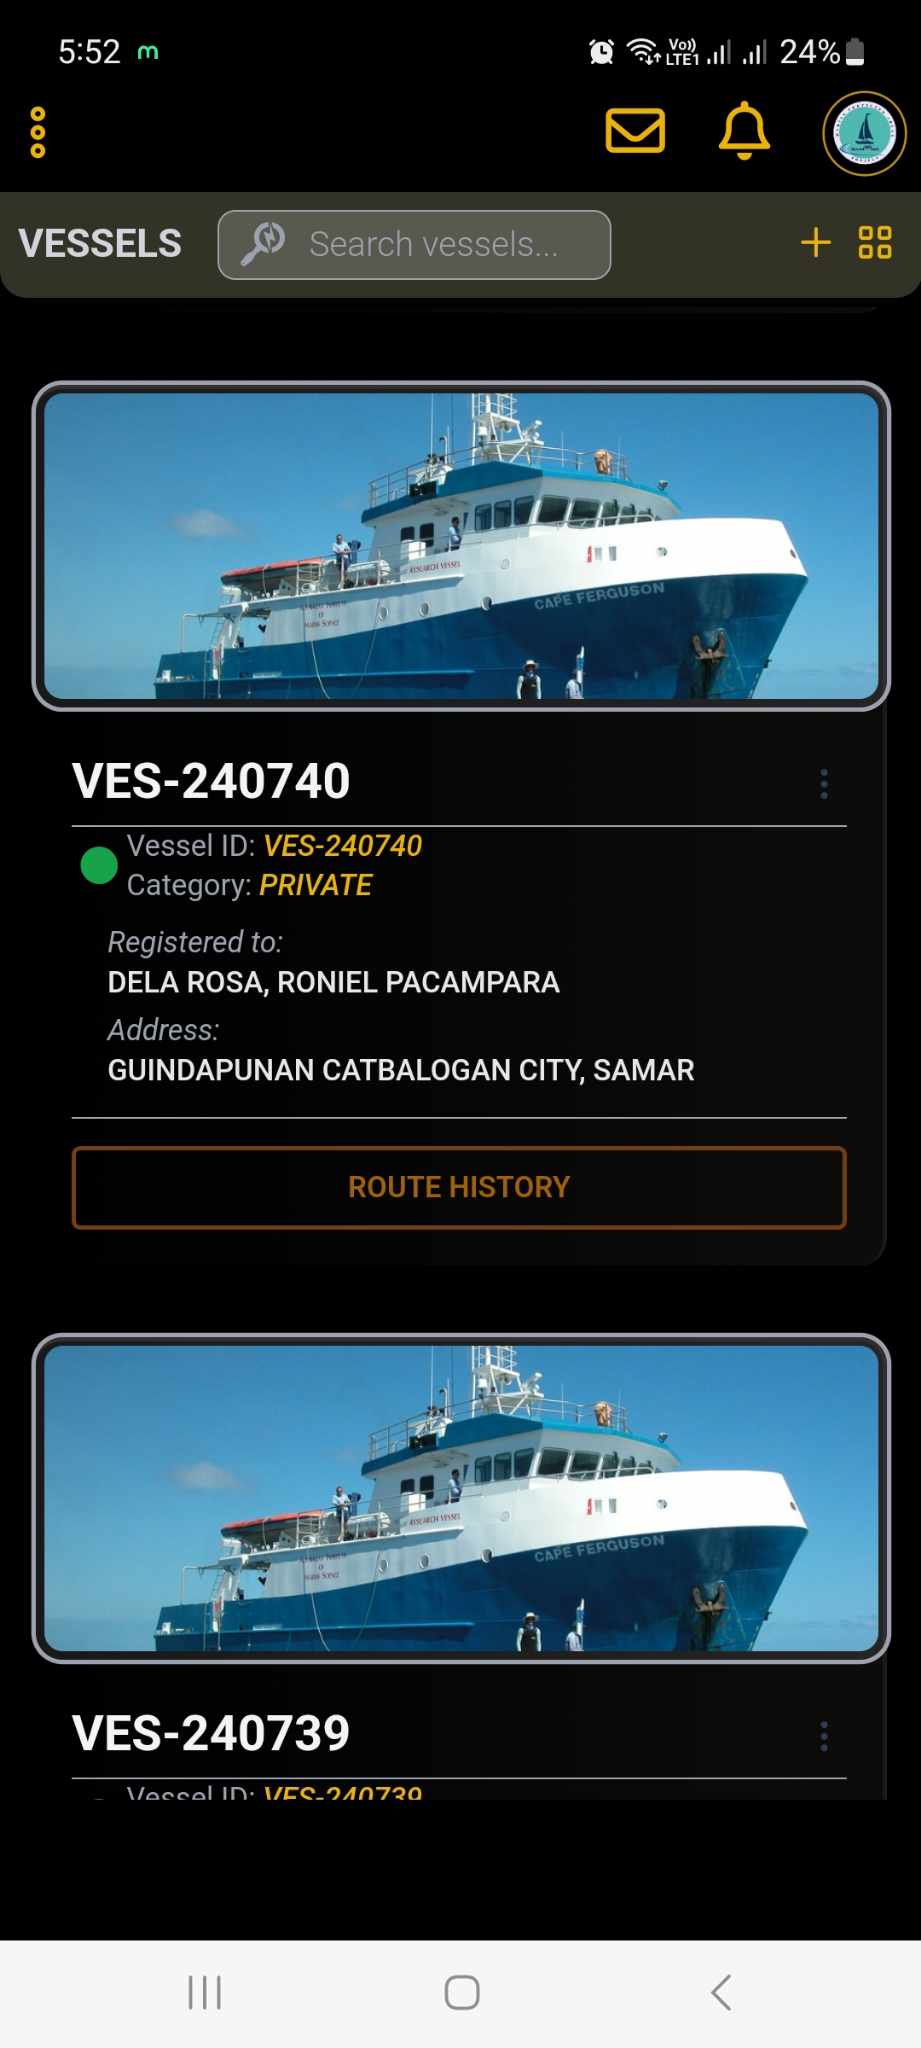 5:52
Vo))
LTE1
24%
VESSELS
Search vessels...
RESEARCH VESSEL
CAPE FERGUSON
OF
VES-240740
Vessel ID: VES-240740
Category: PRIVATE
Registered to:
DELA ROSA, RONIEL PACAMPARA
Address:
GUINDAPUNAN CATBALOGAN CITY, SAMAR
ROUTE HISTORY
RESEARCH VESSEL
CAPE FERGUSON
OF
VES-240739
Vessel ID: VES-240739